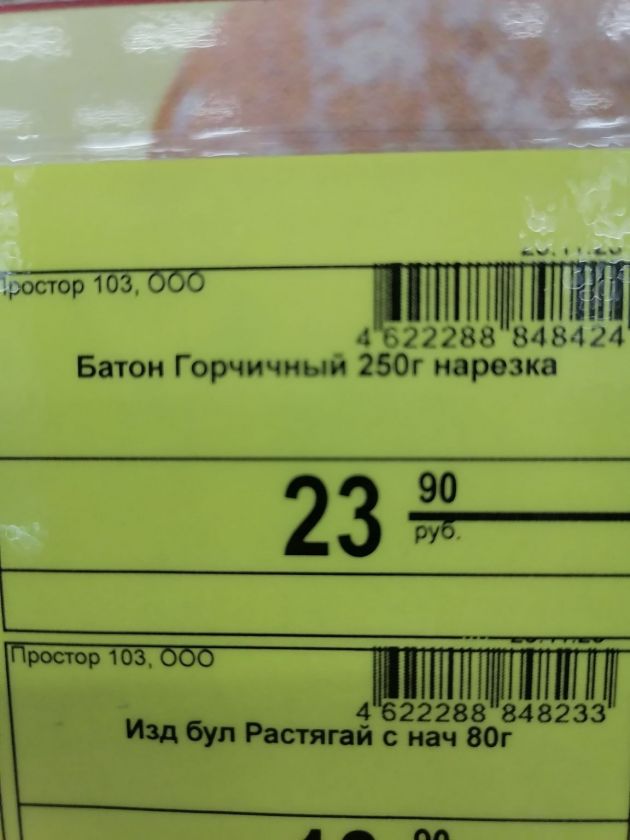 Простор 103, ООО
4 622288 848424
Батон Горчичный 250г нарезка
23 90
руб.
Простор 103, ООО
4 622288 848233
Изд бул Растягай с нач 80г
90